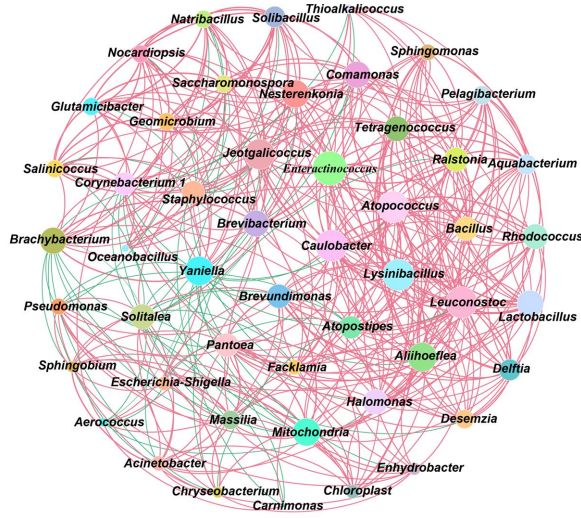 Thioalkalicoccus
Natribacillus
Solibacillus
Nocardiopsis
Sphingomonas
Saccharomonospora
Comamonas
Nesterenkonia
Pelagibacterium
Glutamicibacter
Geomicrobium
Tetragenococcus
Jeotgalicoccus
Ralstonia
Aquabacterium
Salinicoccus
Enteractinococcus
Corynebacterium 1
Staphylococcus
Atopococcus
Brevibacterium
Bacillus
Rhodococcus
Brachybacterium
Caulobacter
Oceanobacillus
Yaniella
Lysinibacillus
Brevundimonas
Leuconostoc
Pseudomonas
Lactobacillus
Solitalea
Atopostipes
Pantoea
Aliihoeflea
Sphingobium
Facklamia
Delftia
Escherichia-Shigella
Halomonas
Aerococcus
Massilia
Desemzia
Mitochondria
Acinetobacter
Enhydrobacter
Chryseobacterium
Chloroplast
Carnimonas